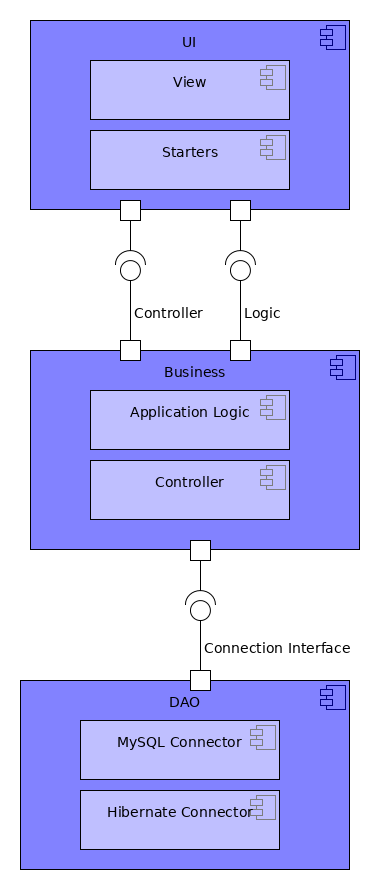 UI
View
Starters
Controller
Logic
Business
Application Logic
Controller
Connection Interface
DAO
MySQL Connector
Hibernate Connector